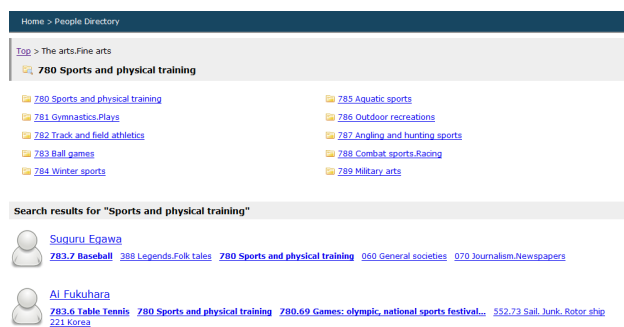 Home > People Directory
Top > The arts.Fine arts
780 Sports and physical training
780 Sports and physical training
785 Aquatic sports
781 Gymnastics.Plays
786 Outdoor recreations
782 Track and field athletics
787 Angling and hunting sports
783 Ball games
788 Combat sports.Racing
784 Winter sports
789 Military arts
Search results for "Sports and physical training"
Suguru Egawa
783.7 Baseball 388 Legends.Folk tales 780 Sports and physical training 060 General societies 070 Journalism.Newspapers
Ai Fukuhara
783.6 Table Tennis 780 Sports and physical training 780.69 Games: olympic, national sports festival... 552.73 Sail. Junk. Rotor ship
221 Korea